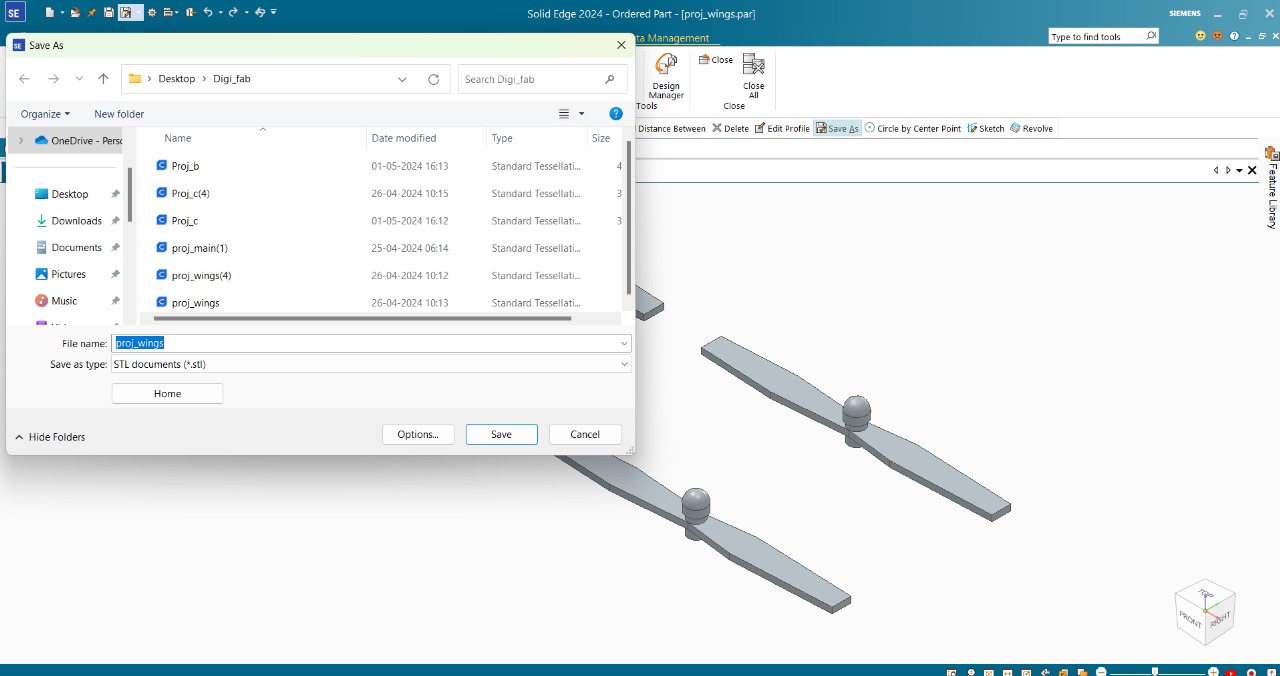 SE
Solid Edge 2024 - Ordered Part - [proj_wings.par]
SIEMENS
SE Save As
ta Management
Type to find tools
Desktop > Digi_fab
Search Digi_fab
Close
Design Manager
Close All
Tools
Close
Organize
New folder
Distance Between Delete Edit Profile Save As Circle by Center Point Sketch Revolve
OneDrive - Perso
Name Date modified Type Size
Proj_b 01-05-2024 16:13 Standard Tessellati... 4
Desktop
Proj_c(4) 26-04-2024 10:15 Standard Tessellati... 3
Downloads
Proj_c 01-05-2024 16:12 Standard Tessellati... 3
Documents
proj_main(1) 25-04-2024 06:14 Standard Tessellati...
Pictures
proj_wings(4) 26-04-2024 10:12 Standard Tessellati...
Music
proj_wings 26-04-2024 10:13 Standard Tessellati...
Feature Library
File name: proj_wings
Save as type: STL documents (*.stl)
Home
Hide Folders
Options... Save Cancel
TOP
FRONT RIGHT